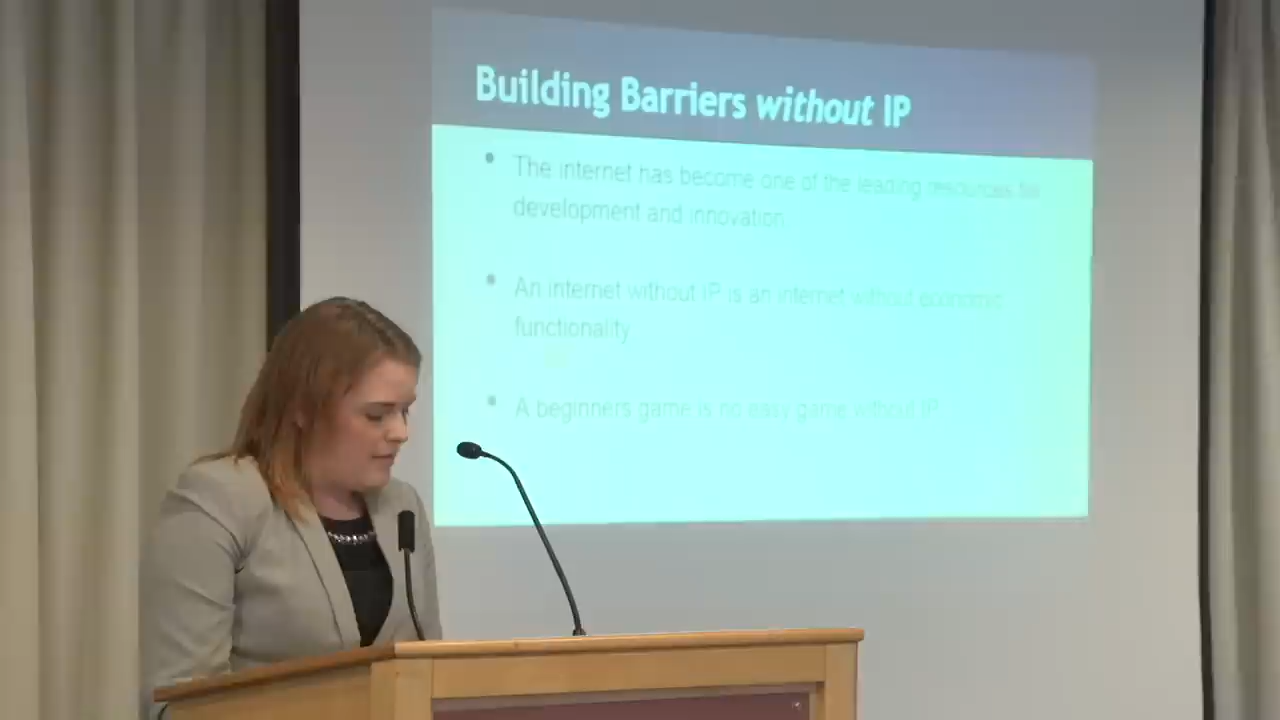 Building Barriers without IP
The internet has become one of the leading resources for
development and innovation
An internet without IP is an internet without economic
functionality
A beginners game is no easy game without IP